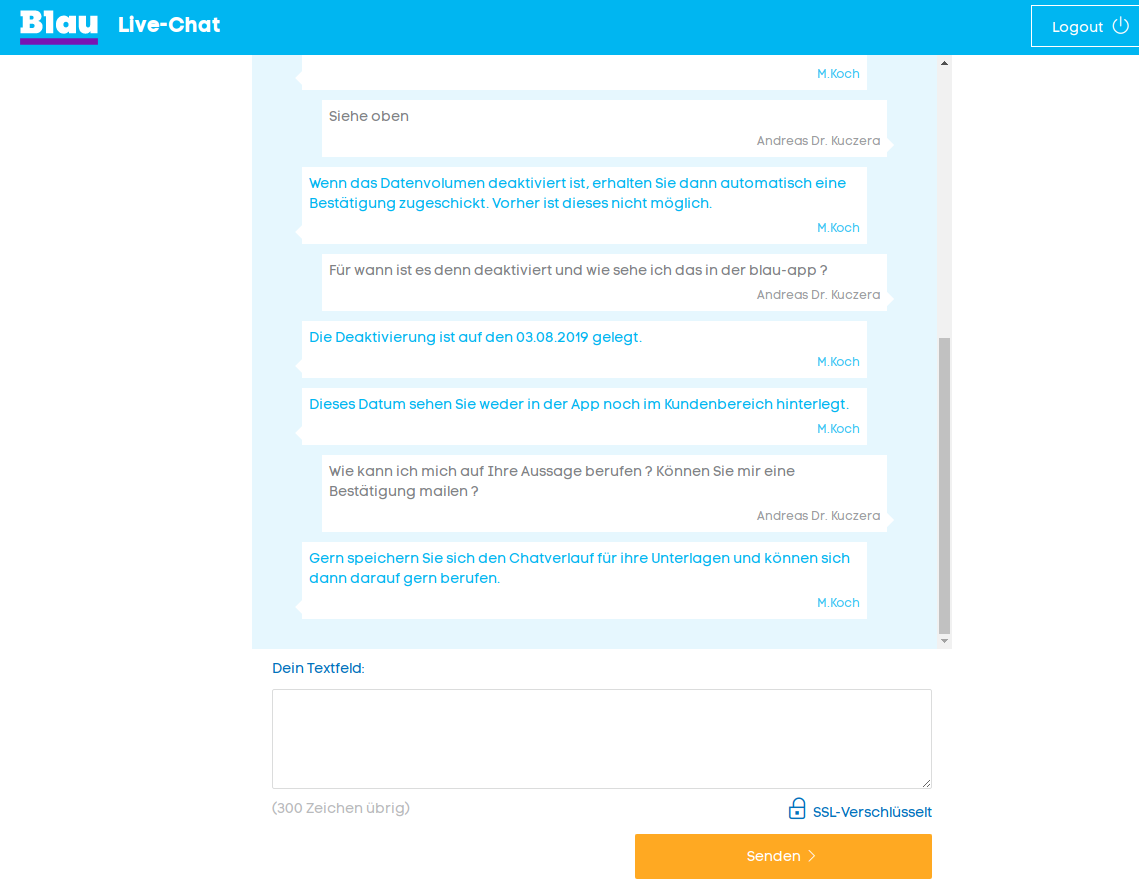 Blau
Live-Chat
Logout
M.Koch
Siehe oben
Andreas Dr. Kuczera
Wenn das Datenvolumen deaktiviert ist, erhalten Sie dann automatisch eine
Bestätigung zugeschickt. Vorher ist dieses nicht möglich.
M.Koch
Für wann ist es denn deaktiviert und wie sehe ich das in der blau-app ?
Andreas Dr. Kuczera
Die Deaktivierung ist auf den 03.08.2019 gelegt.
M.Koch
Dieses Datum sehen Sie weder in der App noch im Kundenbereich hinterlegt.
M.Koch
Wie kann ich mich auf Ihre Aussage berufen ? Können Sie mir eine
Bestätigung mailen ?
Andreas Dr. Kuczera
Gern speichern Sie sich den Chatverlauf für ihre Unterlagen und können sich
dann darauf gern berufen.
M.Koch
Dein Textfeld:
(300 Zeichen übrig)
SSL-Verschlüsselt
Senden